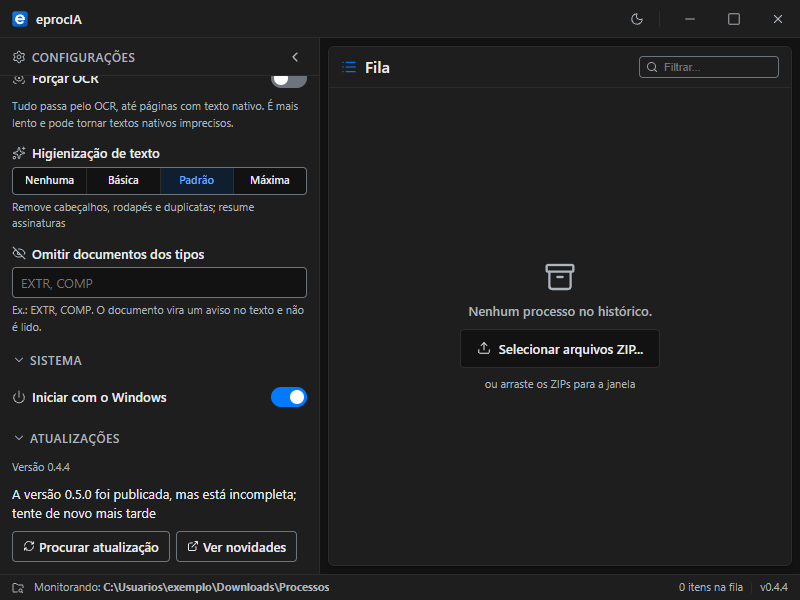 eprocIA
CONFIGURAÇÕES
Forçar OCR
Tudo passa pelo OCR, até páginas com texto nativo. É mais
lento e pode tornar textos nativos imprecisos.
Higienização de texto
Nenhuma Básica Padrão Máxima
Remove cabeçalhos, rodapés e duplicatas; resume
assinaturas
Omitir documentos dos tipos
EXTR, COMP
Ex.: EXTR, COMP. O documento vira um aviso no texto e não
é lido.
SISTEMA
Iniciar com o Windows
ATUALIZAÇÕES
Versão 0.4.4
A versão 0.5.0 foi publicada, mas está incompleta;
tente de novo mais tarde
Procurar atualização Ver novidades
Fila
Filtrar...
Nenhum processo no histórico.
Selecionar arquivos ZIP...
ou arraste os ZIPs para a janela
Monitorando: C:\Usuarios\exemplo\Downloads\Processos
0 itens na fila v0.4.4